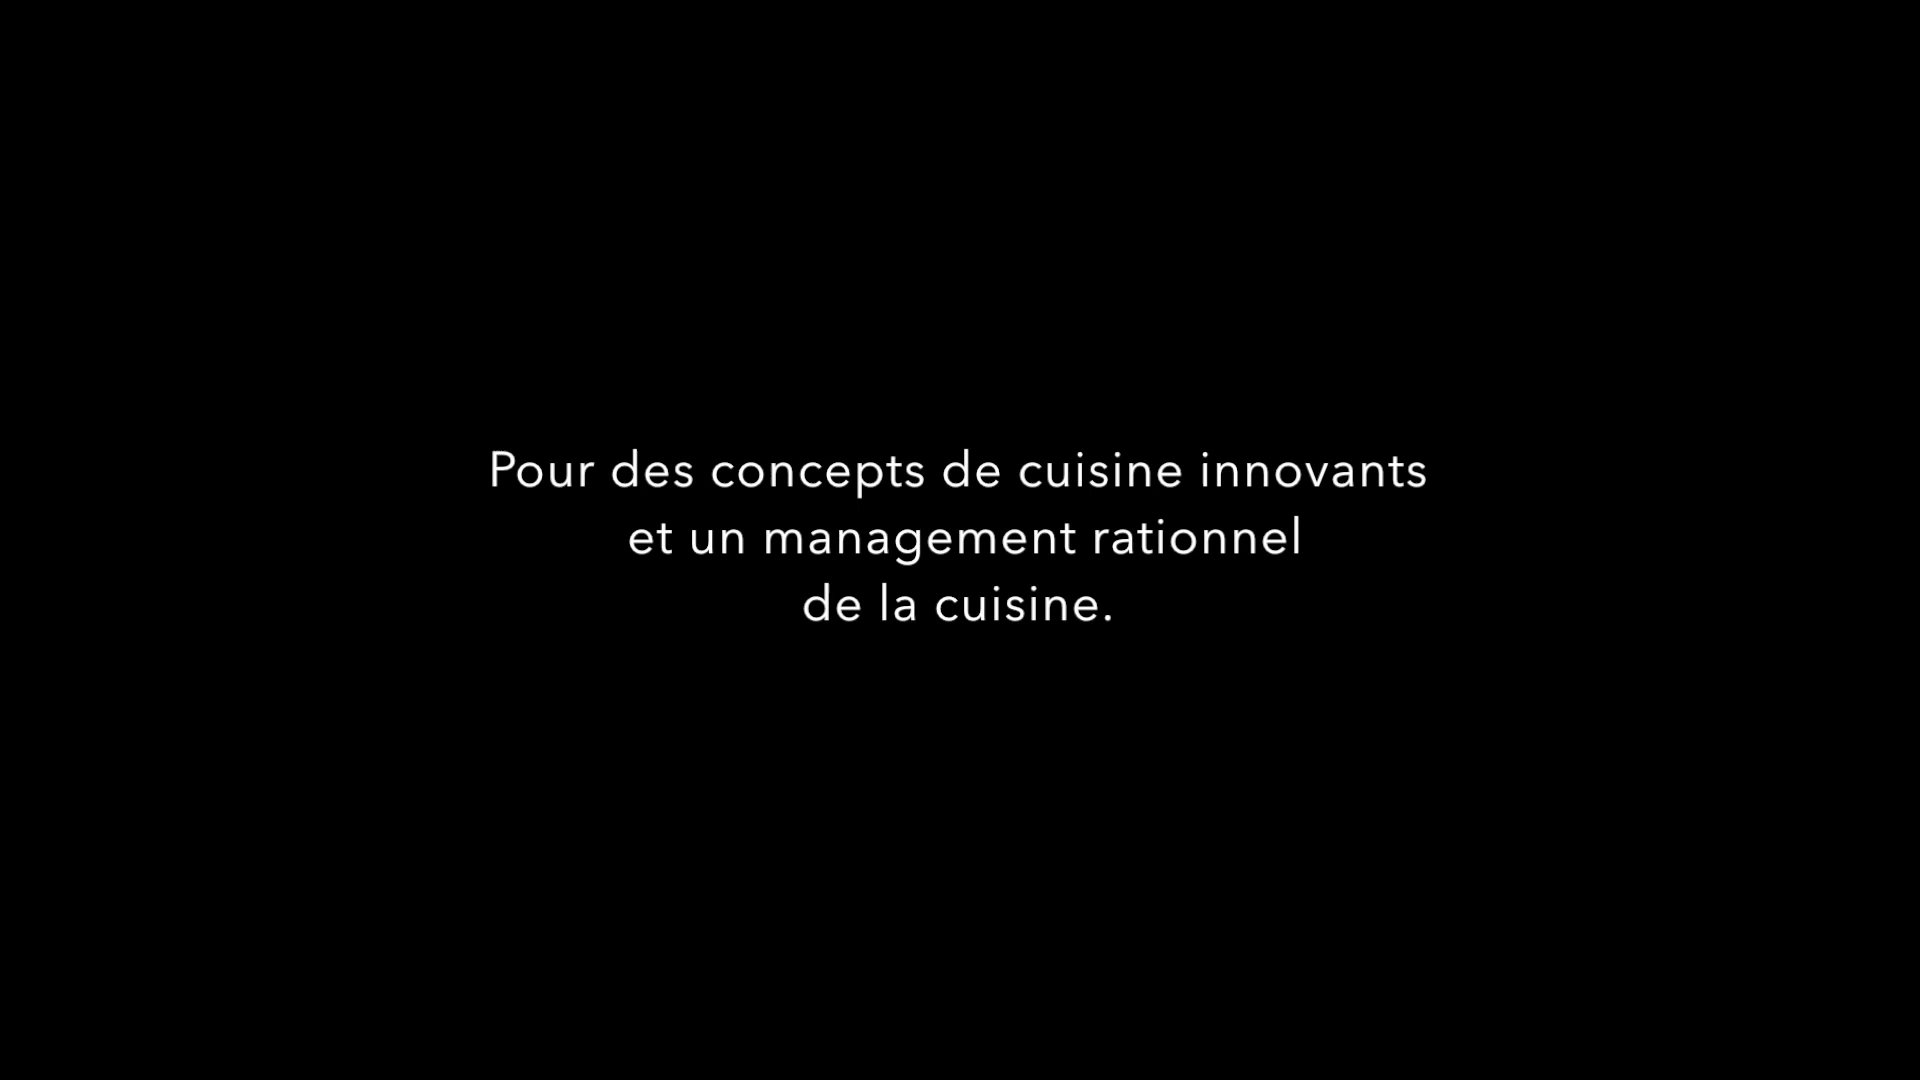 Pour des concepts de cuisine innovants
et un management rationnel
de la cuisine.